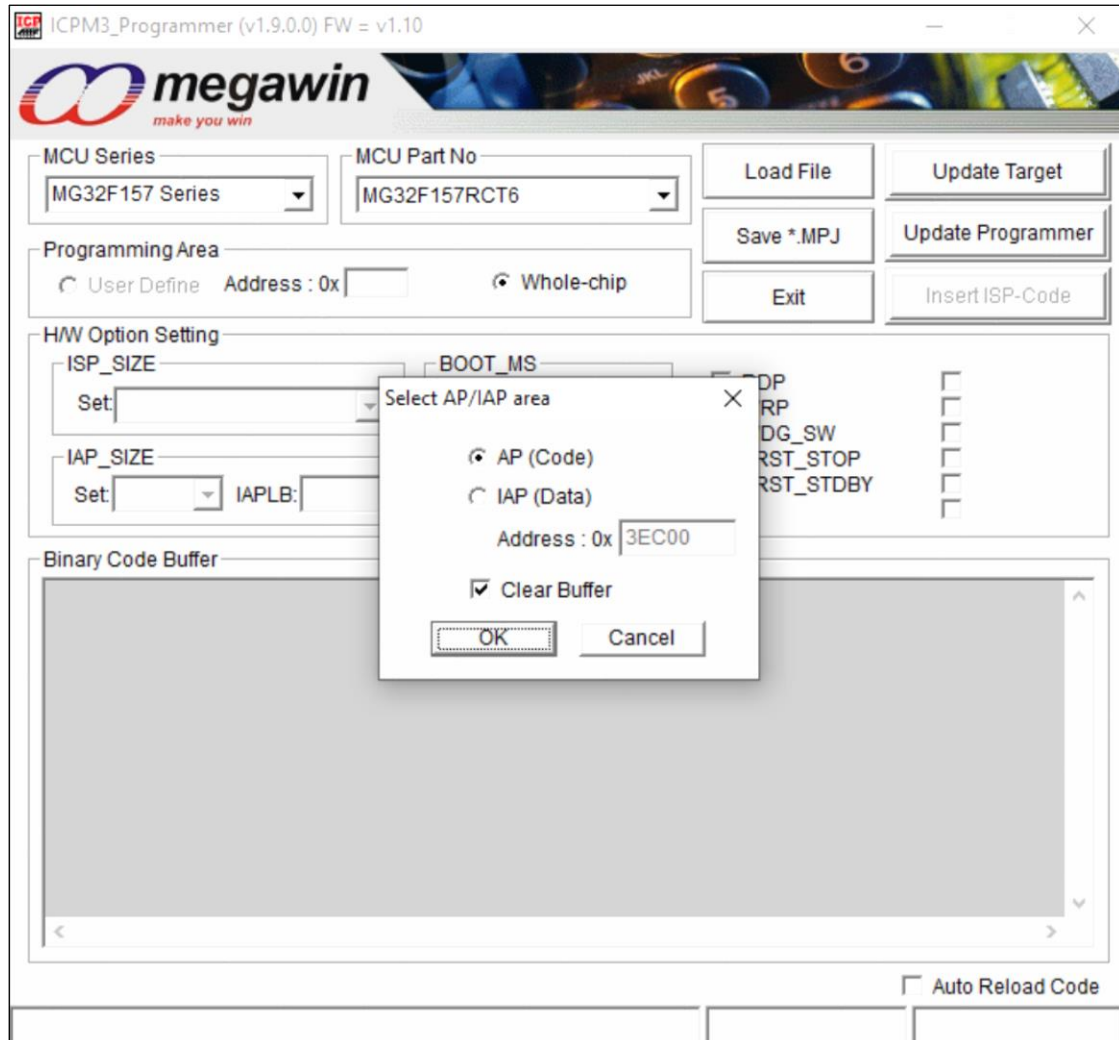 ICPM3_Programmer (v1.9.0.0) FW = v1.10
megawin
make you win
MCU Series
MG32F157 Series
MCU Part No
MG32F157RCT6
Load File
Update Target
Programming Area
User Define Address : 0x
Whole-chip
Save *.MPJ
Update Programmer
Exit
Insert ISP-Code
H/W Option Setting
ISP_SIZE
Set:
BOOT_MS
IAP_SIZE
Set:
IAPLB:
Select AP/IAP area
AP (Code)
IAP (Data)
Address : 0x 3EC00
Clear Buffer
OK
Cancel
DP
RP
DG_SW
RST_STOP
RST_STDBY
Binary Code Buffer
Auto Reload Code